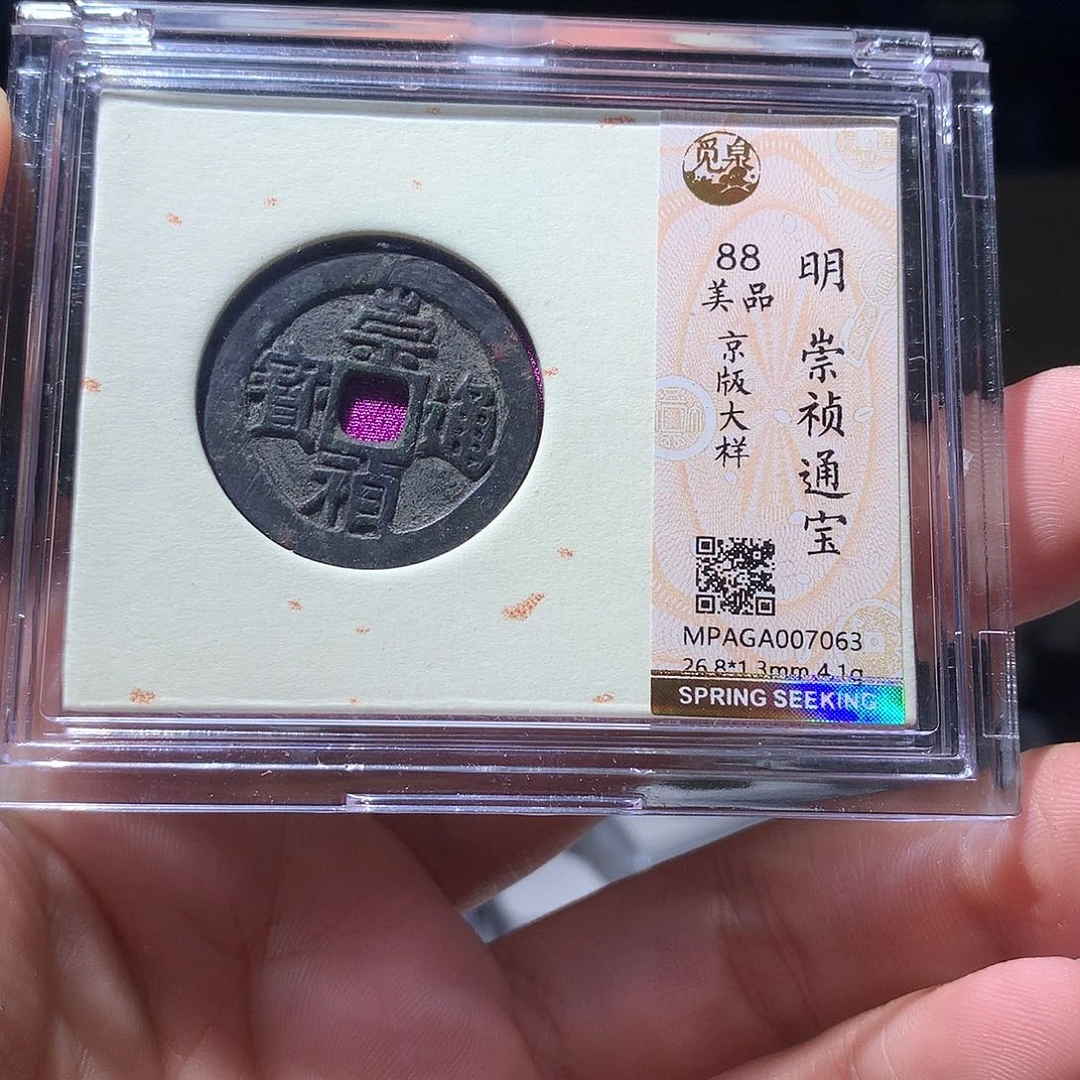 崇禎通寶
觅泉
明 崇祯通宝
88
美品
京版大样
MPAGA007063
26.8*1.3mm 4.1g
SPRING SEEKING